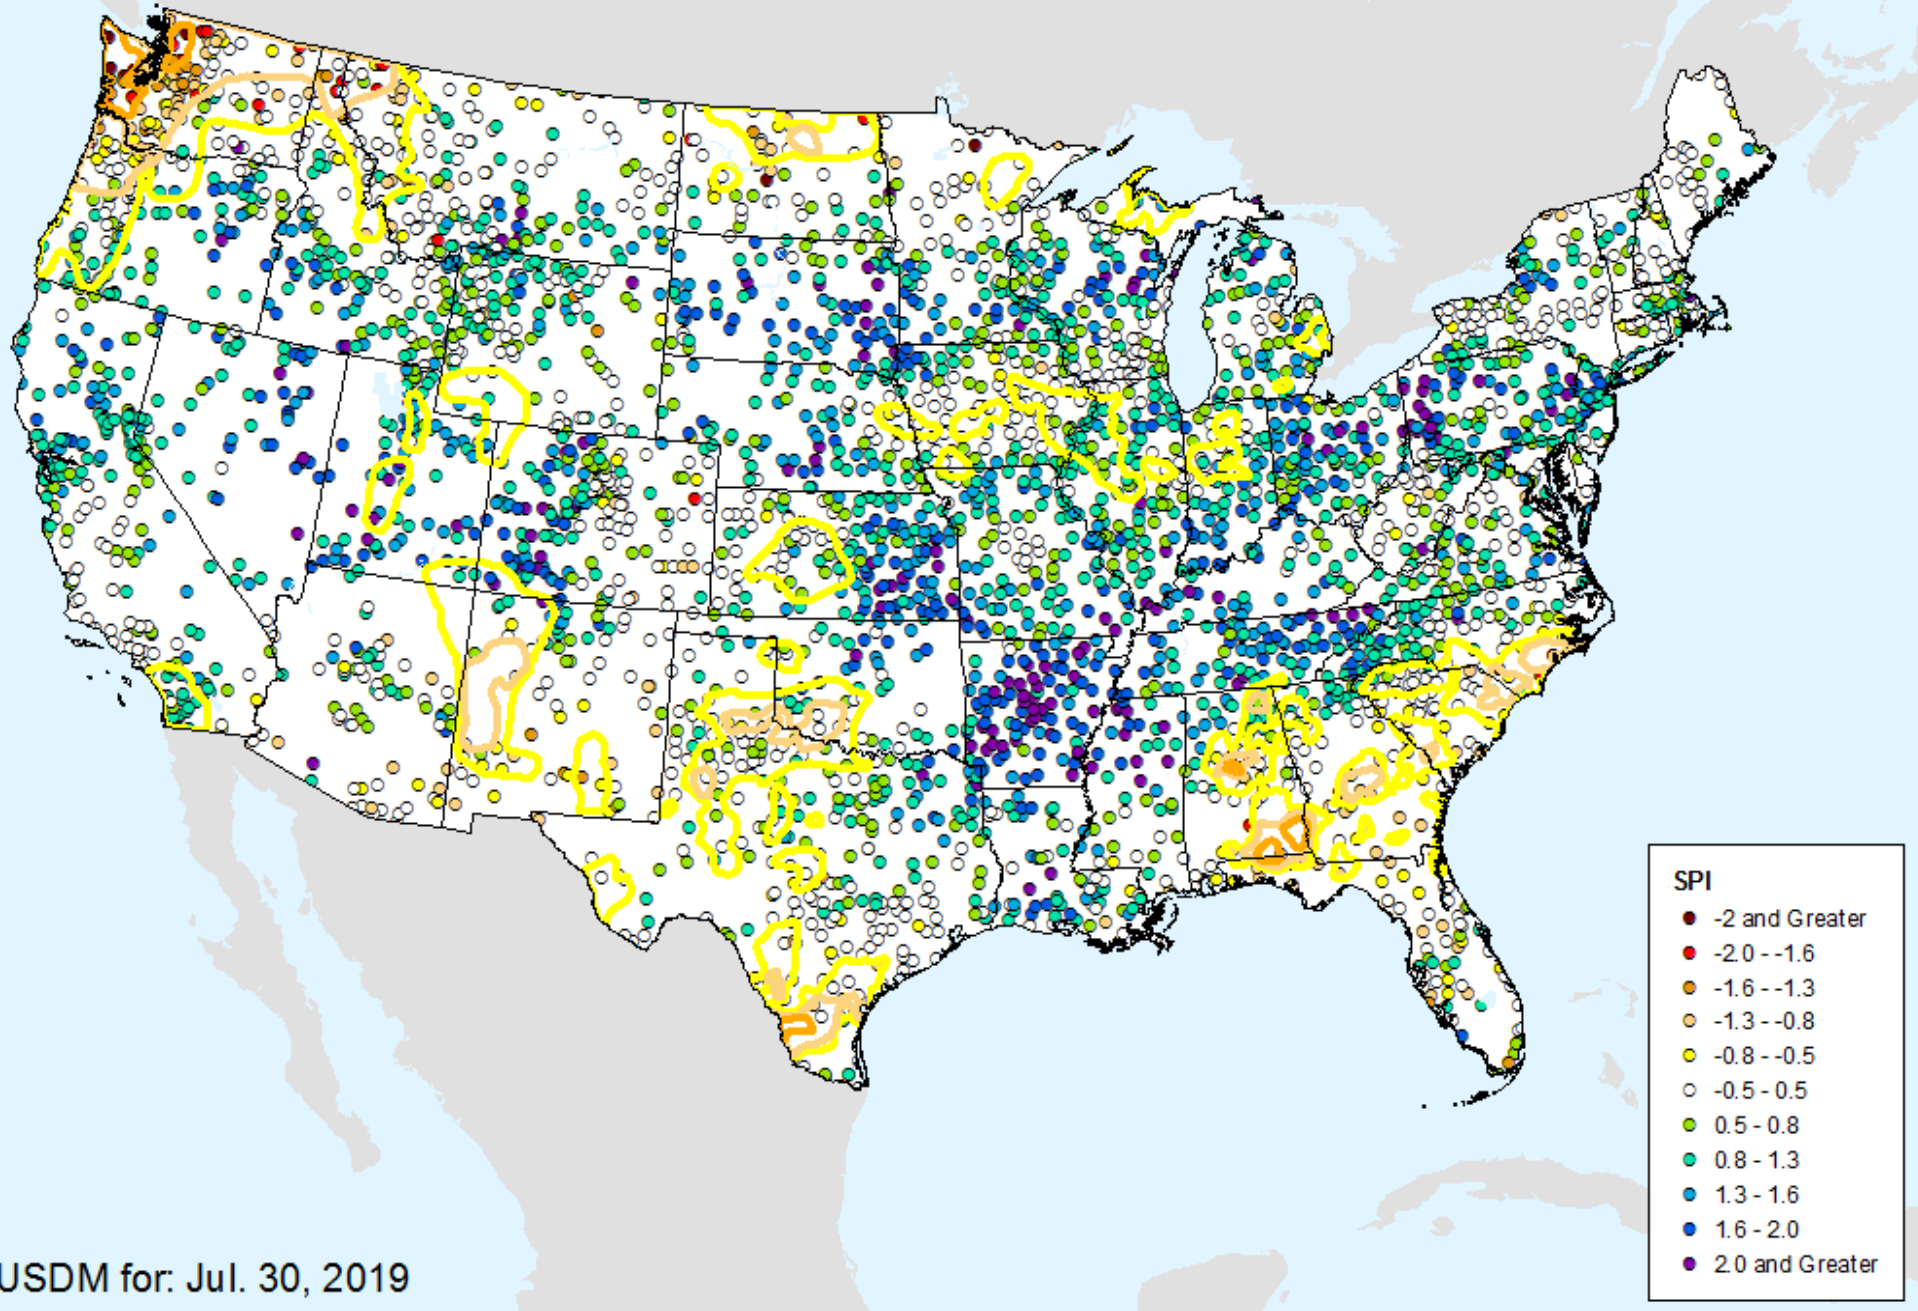 SPI
-2 and Greater
-2.0 - -1.6
-1.6 - -1.3
-1.3 - -0.8
-0.8 - -0.5
-0.5 - 0.5
0.5 - 0.8
0.8 - 1.3
1.3 - 1.6
1.6 - 2.0
2.0 and Greater
USDM for: Jul. 30, 2019